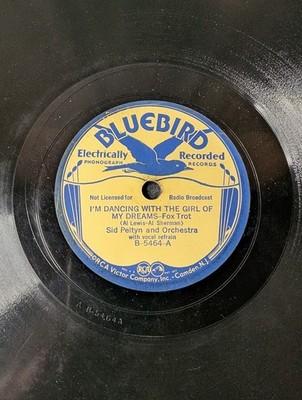 BLUEBIRD
Electrically Recorded
PHONOGRAPH RECORDS
Not Licensed for Radio Broadcast
I'M DANCING WITH THE GIRL OF
MY DREAMS-Fox Trot
(Al Lewis-Al Sherman)
Sid Peltyn and Orchestra
with vocal refrain
B-5464-A
RCA Victor Company, Inc.-Camden, N.J.
B-5464A